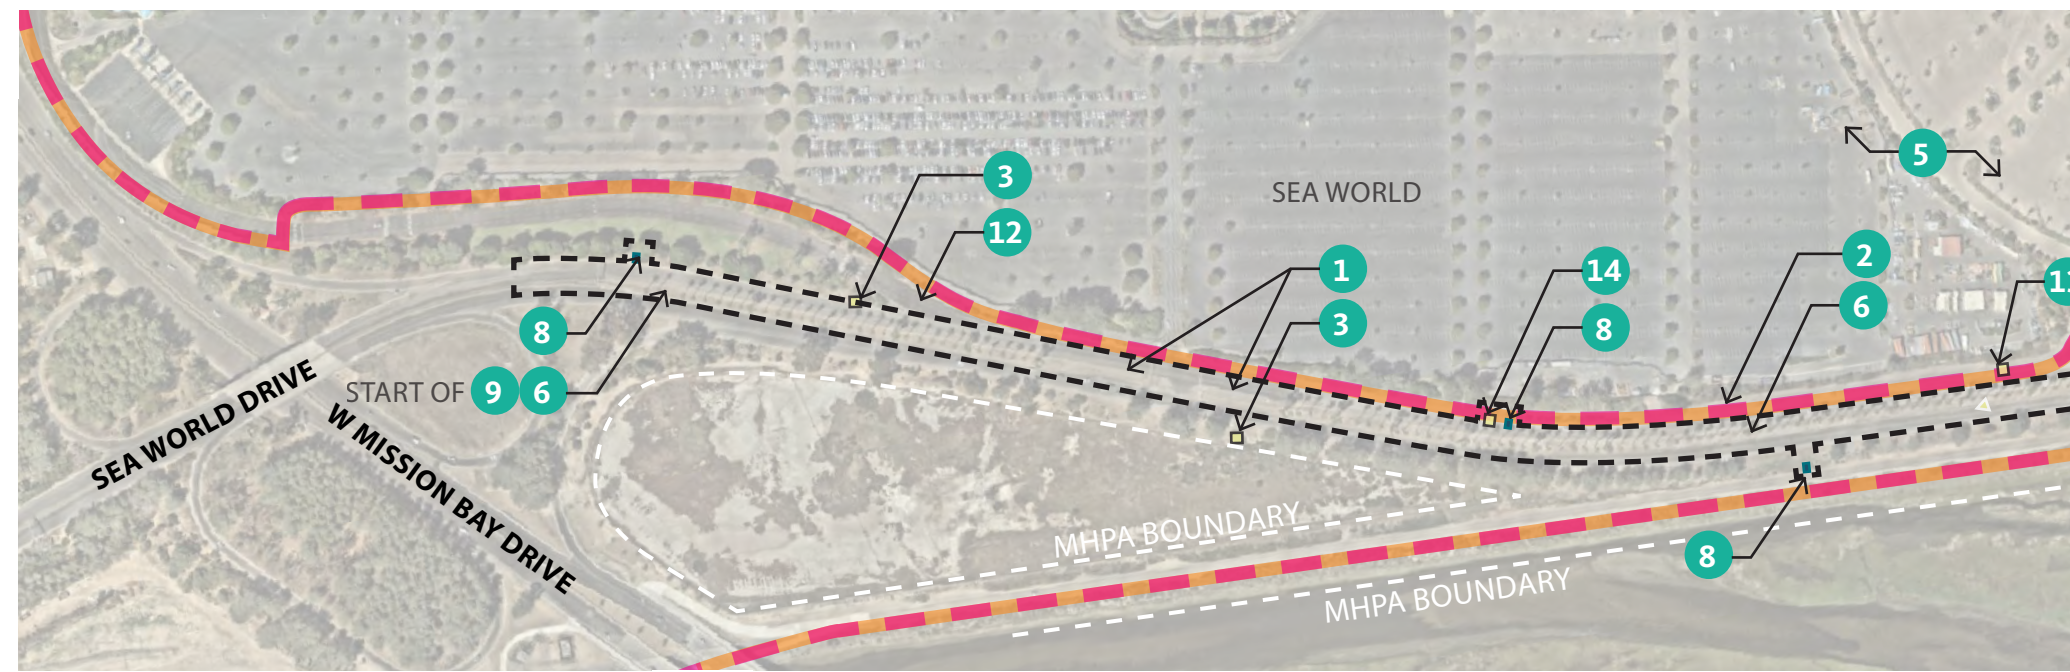 5
3
SEA WORLD
12
1
14
2
8
3
8
6
START OF 9 6
SEA WORLD DRIVE
W MISSION BAY DRIVE
MHPA BOUNDARY
8
MHPA BOUNDARY